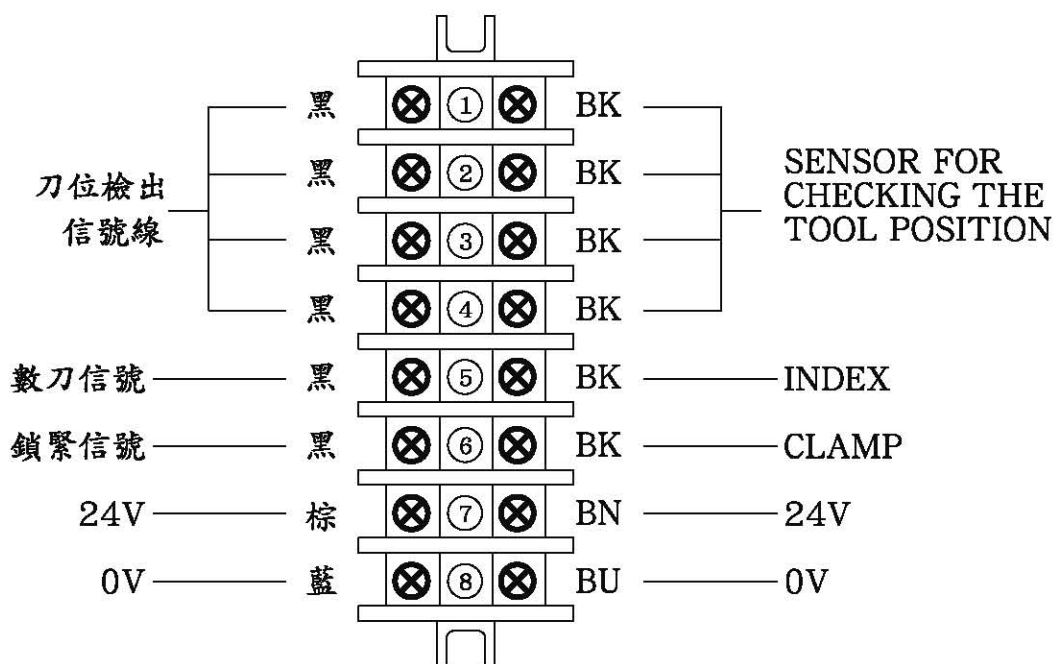 黑 ① BK
黑 ② BK
刀位檢出
信號線
SENSOR FOR
CHECKING THE
TOOL POSITION
黑 ③ BK
黑 ④ BK
數刀信號 黑 ⑤ BK INDEX
鎖緊信號 黑 ⑥ BK CLAMP
24V 棕 ⑦ BN 24V
0V 藍 ⑧ BU 0V